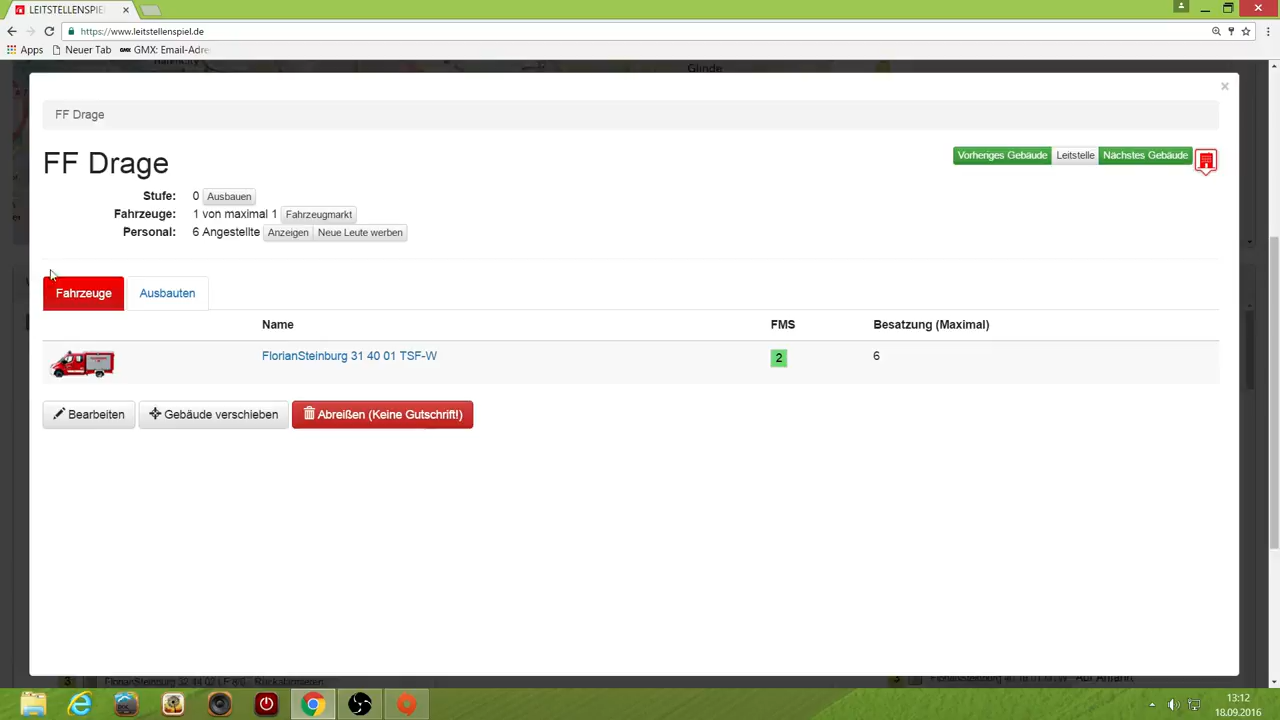 LEITSTELLENSPIE
https://www.leitstellenspiel.de
Apps Neuer Tab GMX GMX: Email-Adre
Glinde
×
FF Drage
FF Drage
Vorheriges Gebäude Leitstelle Nächstes Gebäude
Stufe: 0 Ausbauen
Fahrzeuge: 1 von maximal 1 Fahrzeugmarkt
Personal: 6 Angestellte Anzeigen Neue Leute werben
Fahrzeuge Ausbauten
Name FMS Besatzung (Maximal)
FlorianSteinburg 31 40 01 TSF-W 2 6
Bearbeiten Gebäude verschieben Abreißen (Keine Gutschrift!)
13:12
18.09.2016